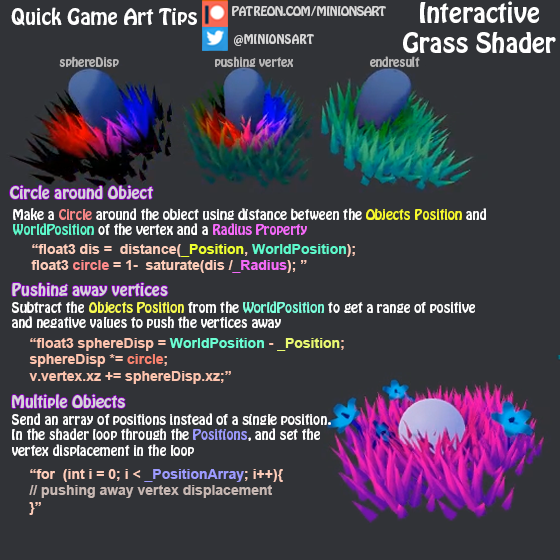 Quick Game Art Tips
PATREON.COM/MINIONSART
@MINIONSART
Interactive
Grass Shader
sphereDisp
pushing vertex
endresult
Circle around Object
Make a Circle around the object using distance between the Objects Position and
WorldPosition of the vertex and a Radius Property
“float3 dis = distance(_Position, WorldPosition);
float3 circle = 1- saturate(dis /_Radius); ”
Pushing away vertices
Subtract the Objects Position from the WorldPosition to get a range of positive
and negative values to push the vertices away
“float3 sphereDisp = WorldPosition - _Position;
sphereDisp *= circle;
v.vertex.xz += sphereDisp.xz;”
Multiple Objects
Send an array of positions instead of a single position.
In the shader loop through the Positions, and set the
vertex displacement in the loop
“for (int i = 0; i < _PositionArray; i++){
// pushing away vertex displacement
}”